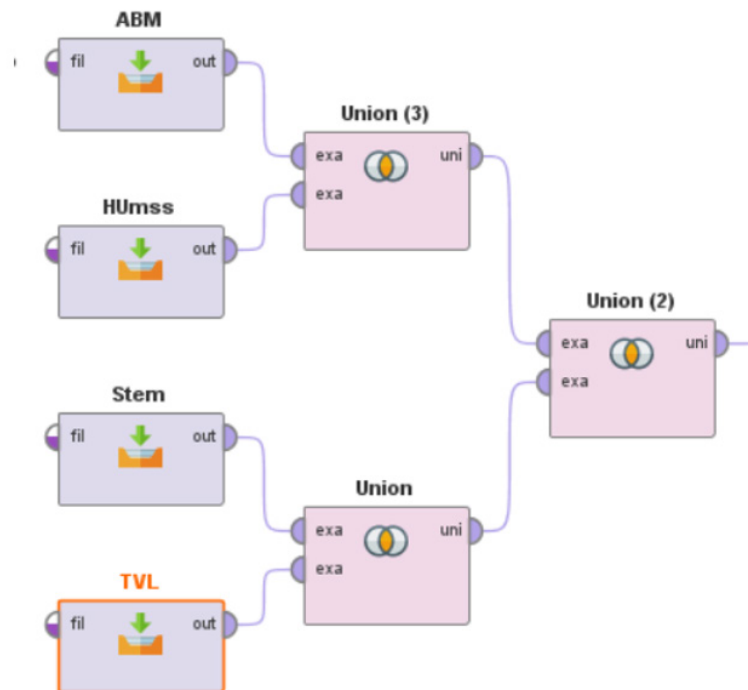 ABM
fil out
Union (3)
exa uni
exa
HUmss
fil out
Union (2)
exa uni
exa
Stem
fil out
Union
exa uni
exa
TVL
fil out